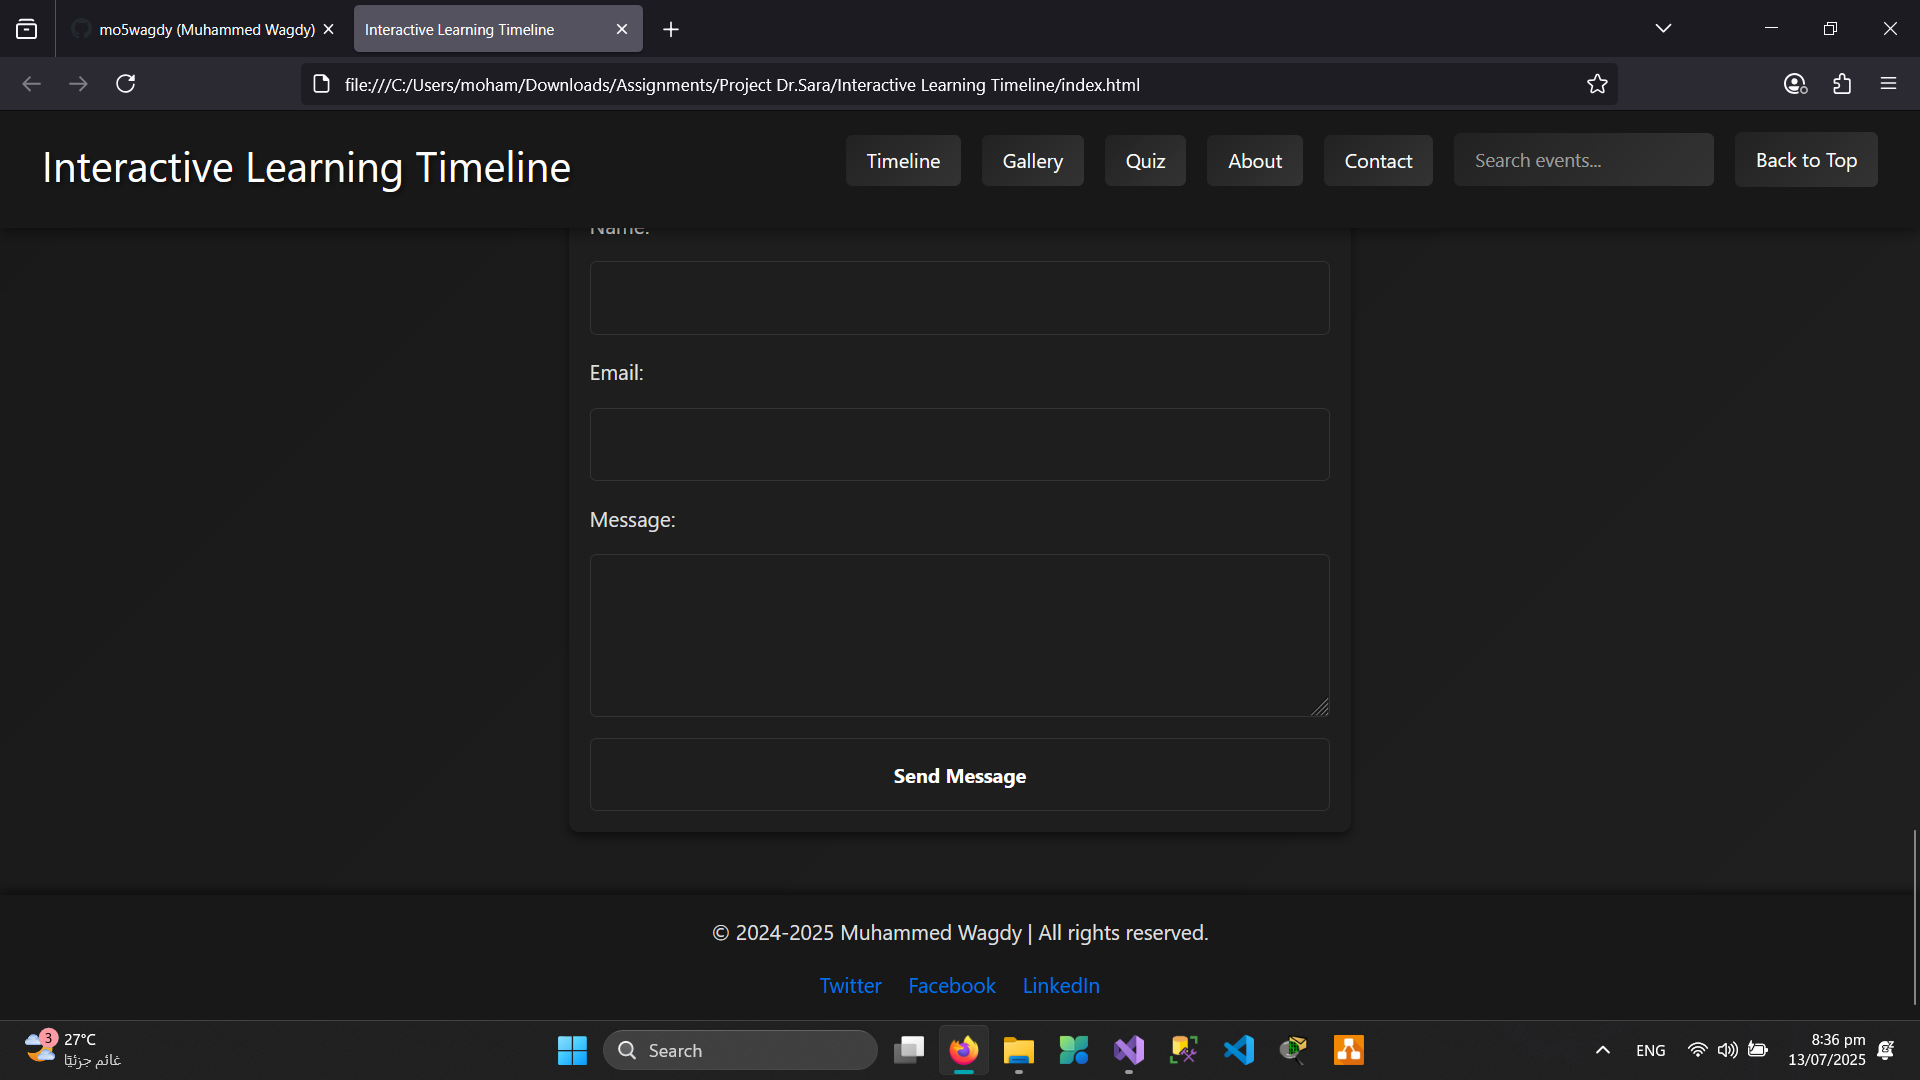 mo5wagdy (Muhammed Wagdy)
Interactive Learning Timeline
file:///C:/Users/moham/Downloads/Assignments/Project Dr.Sara/Interactive Learning Timeline/index.html
Interactive Learning Timeline
Timeline
Gallery
Quiz
About
Contact
Search events...
Back to Top
Name:
Email:
Message:
Send Message
© 2024-2025 Muhammed Wagdy | All rights reserved.
Twitter Facebook LinkedIn
3
27°C
غائم جزئيًا
Search
ENG
8:36 pm
13/07/2025